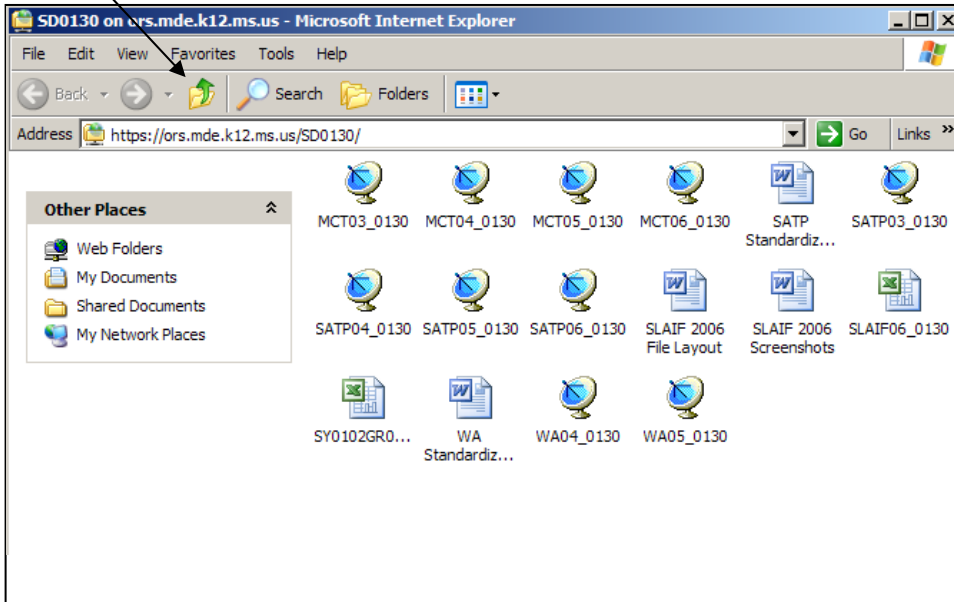 SD0130 on ors.mde.k12.ms.us - Microsoft Internet Explorer
File Edit View Favorites Tools Help
Back Search Folders
Address https://ors.mde.k12.ms.us/SD0130/ Go Links »
Other Places
Web Folders
My Documents
Shared Documents
My Network Places
MCT03_0130 MCT04_0130 MCT05_0130 MCT06_0130 SATP SATP03_0130
Standardiz...
SATP04_0130 SATP05_0130 SATP06_0130 SLAIF 2006 SLAIF 2006 SLAIF06_0130
File Layout Screenshots
SY0102GR0... WA WA04_0130 WA05_0130
Standardiz...